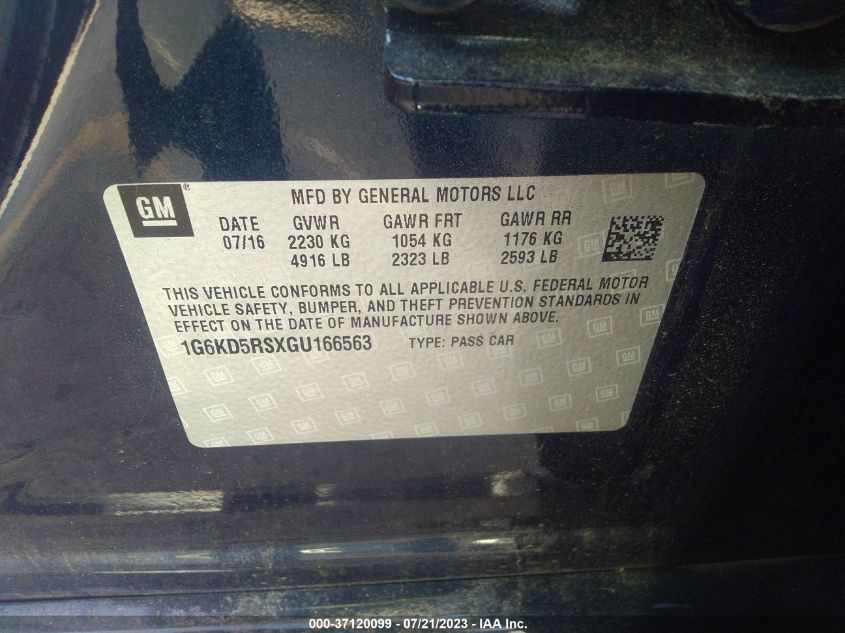 GM
MFD BY GENERAL MOTORS LLC
DATE GVWR GAWR FRT GAWR RR
07/16 2230 KG 1054 KG 1176 KG
4916 LB 2323 LB 2593 LB
THIS VEHICLE CONFORMS TO ALL APPLICABLE U.S. FEDERAL MOTOR
VEHICLE SAFETY, BUMPER, AND THEFT PREVENTION STANDARDS IN
EFFECT ON THE DATE OF MANUFACTURE SHOWN ABOVE.
1G6KD5RSXGU166563 TYPE: PASS CAR
000-37120099 / 07/21/2023 - IAA Inc.